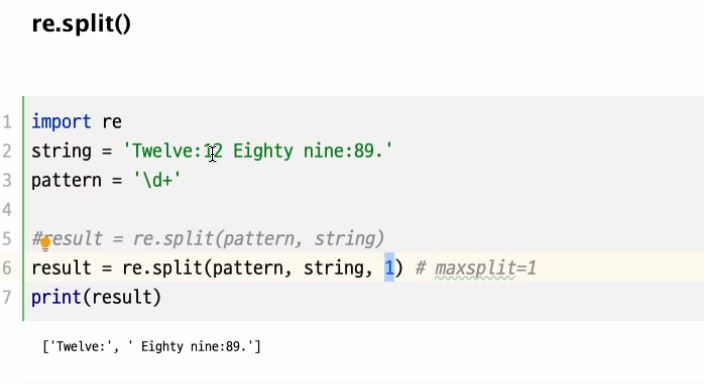 re.split()
1 import re
2 string = 'Twelve:12 Eighty nine:89.'
3 pattern = '\d+'
4
5 #result = re.split(pattern, string)
6 result = re.split(pattern, string, 1) # maxsplit=1
7 print(result)
['Twelve:', ' Eighty nine:89.']